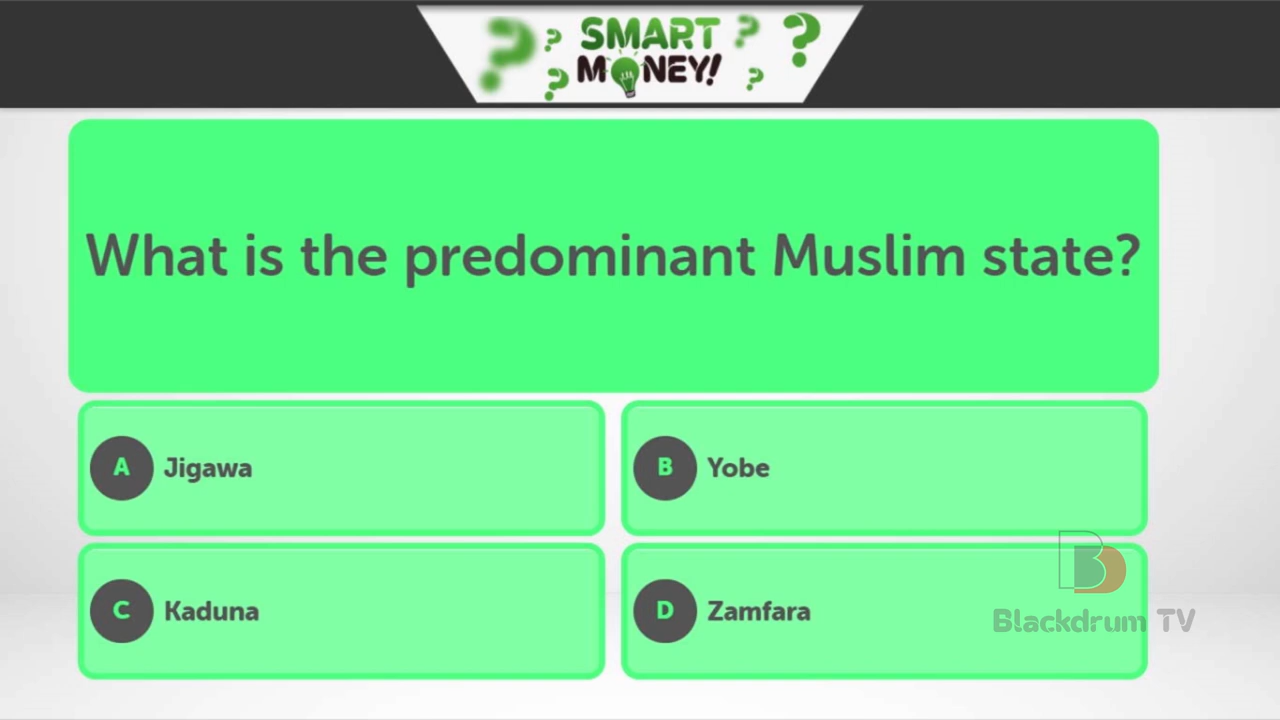 SMART
MONEY!
What is the predominant Muslim state?
A Jigawa
B Yobe
C Kaduna
D Zamfara
Blackdrum TV